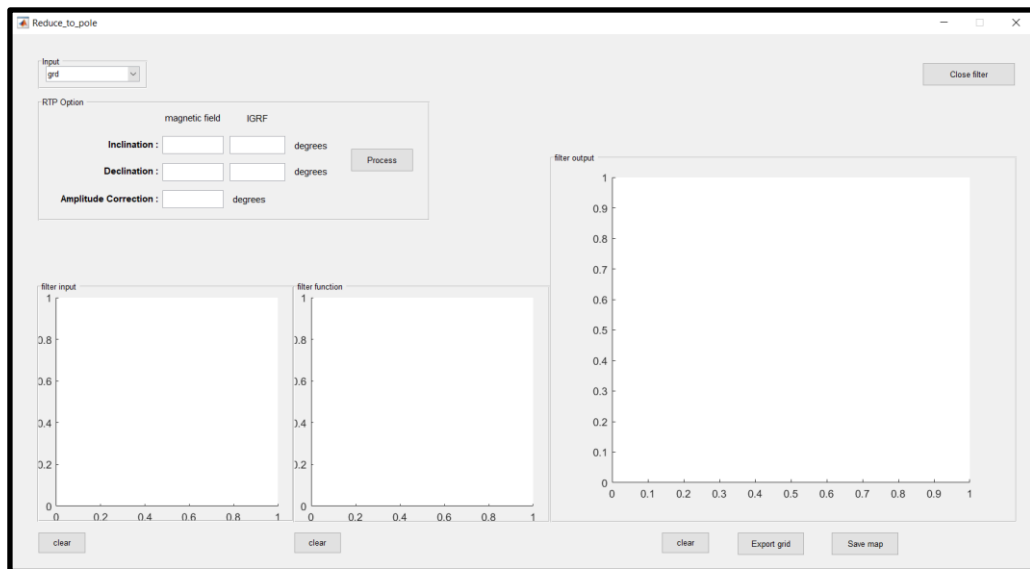 Reduce_to_pole
Input
grd
Close filter
RTP Option
magnetic field IGRF
Inclination : degrees
Process
Declination : degrees
Amplitude Correction : degrees
filter input
1
0.8
0.6
0.4
0.2
0
0 0.2 0.4 0.6 0.8 1
clear
filter function
1
0.8
0.6
0.4
0.2
0
0 0.2 0.4 0.6 0.8 1
clear
filter output
1
0.9
0.8
0.7
0.6
0.5
0.4
0.3
0.2
0.1
0
0 0.1 0.2 0.3 0.4 0.5 0.6 0.7 0.8 0.9 1
clear Export grid Save map